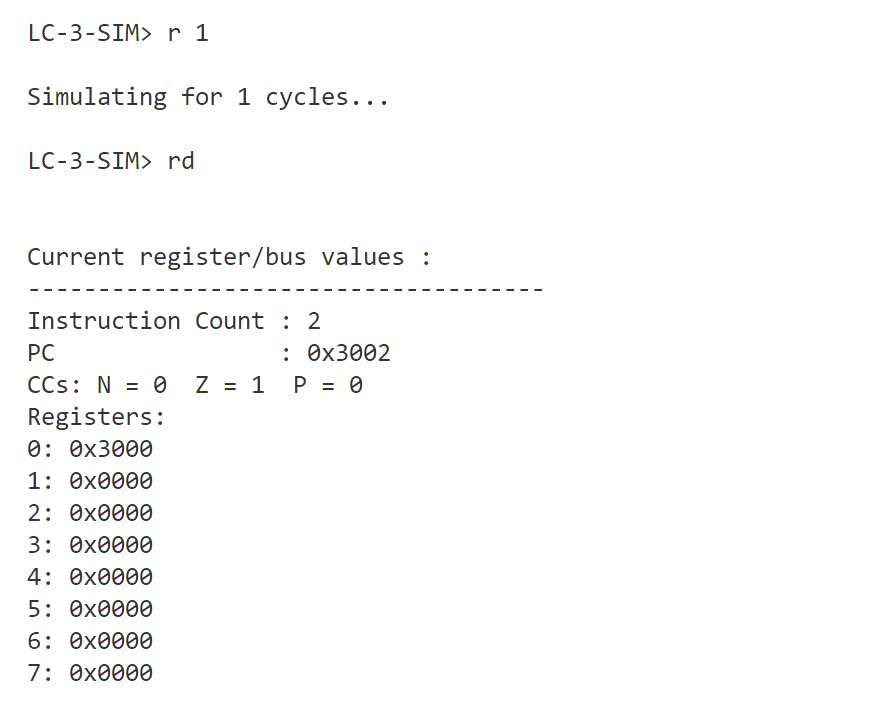 LC-3-SIM> r 1
Simulating for 1 cycles...
LC-3-SIM> rd
Current register/bus values :
-------------------------------------
Instruction Count : 2
PC                : 0x3002
CCs: N = 0  Z = 1  P = 0
Registers:
0: 0x3000
1: 0x0000
2: 0x0000
3: 0x0000
4: 0x0000
5: 0x0000
6: 0x0000
7: 0x0000